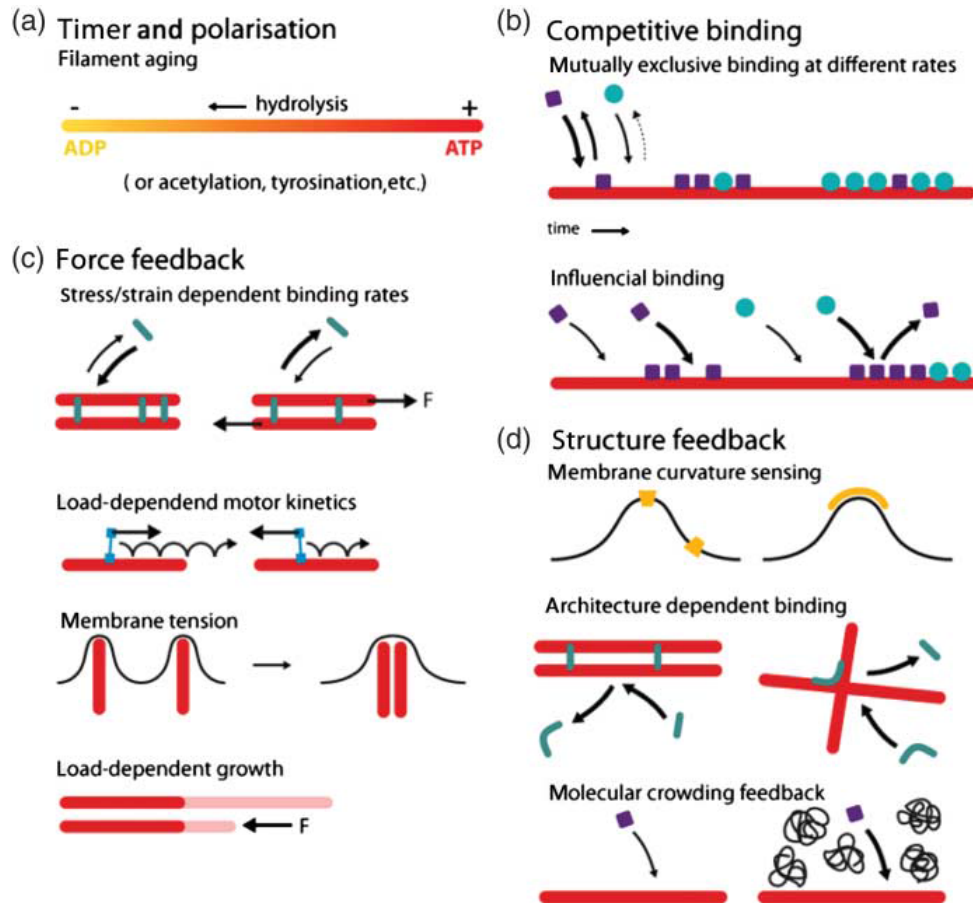 (a) Timer and polarisation
Filament aging
- +
← hydrolysis
ADP ATP
( or acetylation, tyrosination,etc.)
(b) Competitive binding
Mutually exclusive binding at different rates
time →
Influencial binding
(c) Force feedback
Stress/strain dependent binding rates
F
Load-dependend motor kinetics
Membrane tension
Load-dependent growth
F
(d) Structure feedback
Membrane curvature sensing
Architecture dependent binding
Molecular crowding feedback